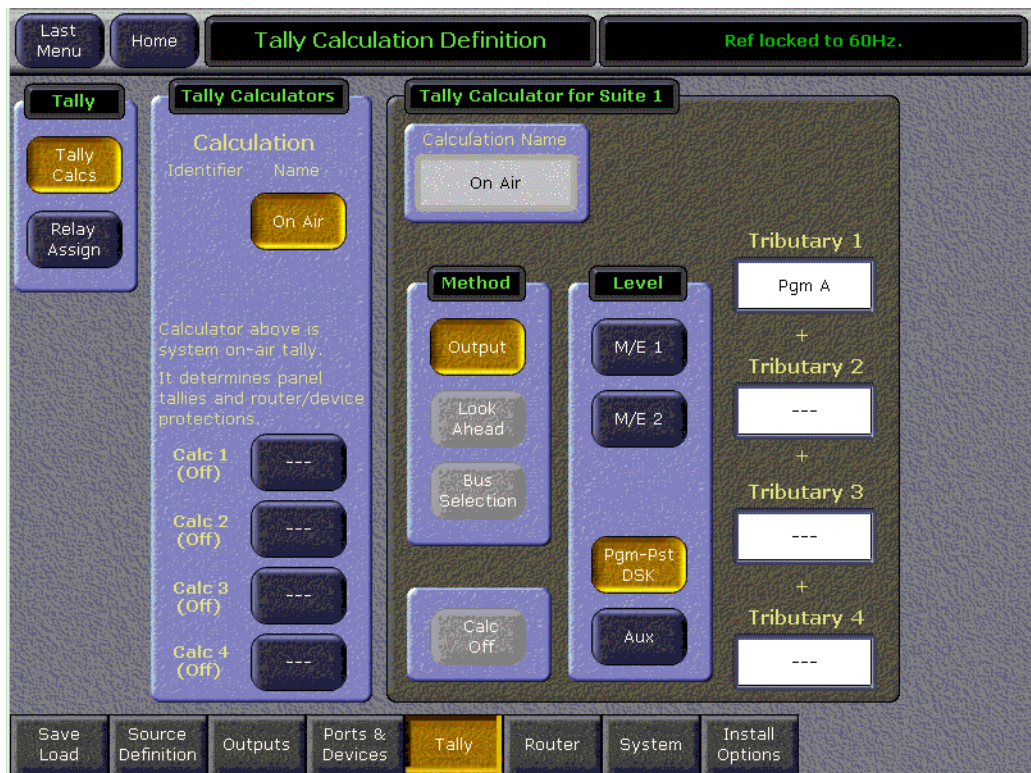 Last
Menu
Home
Tally Calculation Definition
Ref locked to 60Hz.
Tally
Tally
Calcs
Relay
Assign
Tally Calculators
Calculation
Identifier Name
On Air
Calculator above is
system on-air tally.
It determines panel
tallies and router/device
protections.
Calc 1
(Off)
---
Calc 2
(Off)
---
Calc 3
(Off)
---
Calc 4
(Off)
---
Tally Calculator for Suite 1
Calculation Name
On Air
Method
Output
Look
Ahead
Bus
Selection
Calc
Off
Level
M/E 1
M/E 2
Pgm-Pst
DSK
Aux
Tributary 1
Pgm A
+
Tributary 2
---
+
Tributary 3
---
+
Tributary 4
---
Save
Load
Source
Definition
Outputs
Ports &
Devices
Tally
Router
System
Install
Options